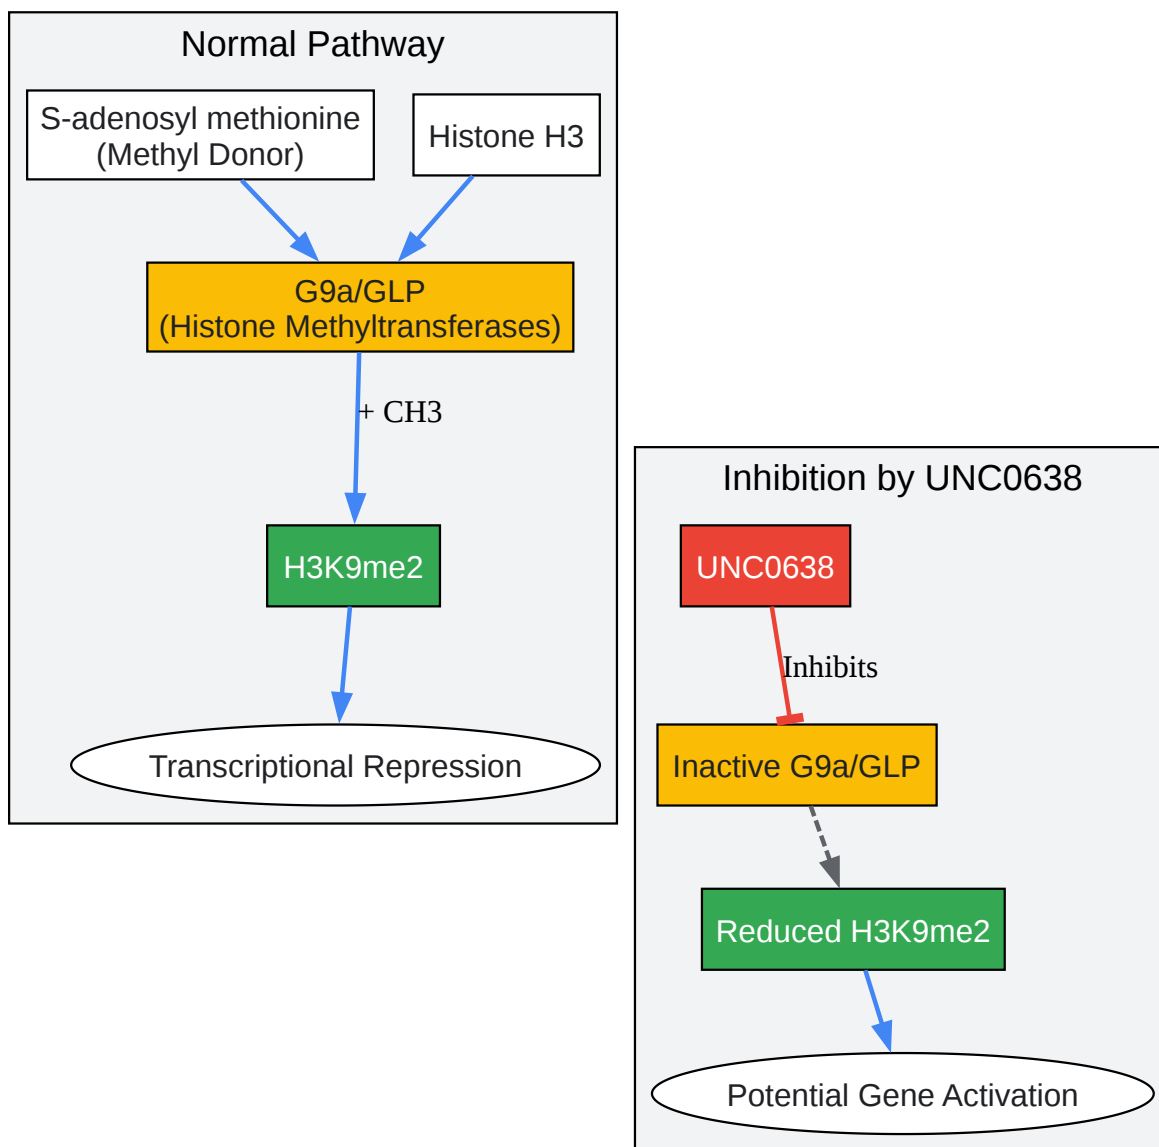 Normal Pathway
S-adenosyl methionine
(Methyl Donor)
Histone H3
G9a/GLP
(Histone Methyltransferases)
+ CH3
H3K9me2
Transcriptional Repression
Inhibition by UNC0638
UNC0638
Inhibits
Inactive G9a/GLP
Reduced H3K9me2
Potential Gene Activation